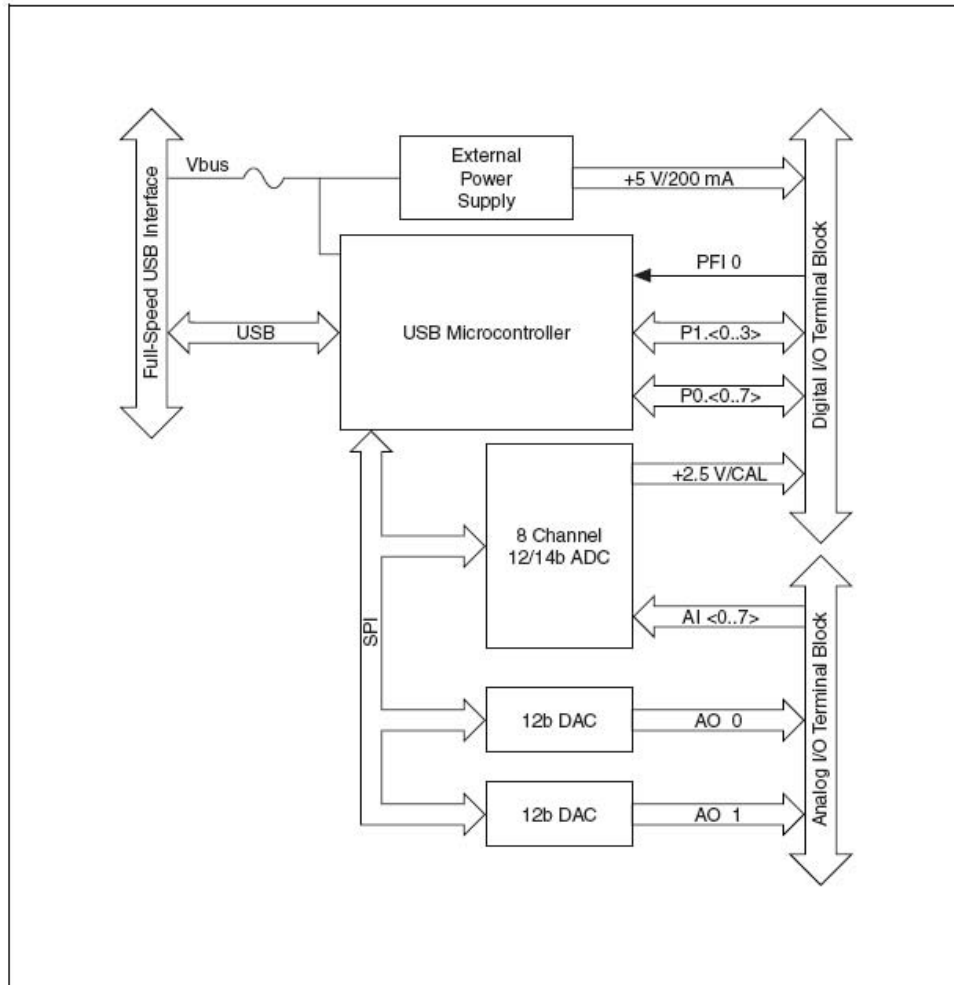 Vbus
External
Power
Supply
+5 V/200 mA
Full-Speed USB Interface
USB
USB Microcontroller
PFI 0
P1.<0..3>
P0.<0..7>
Digital I/O Terminal Block
+2.5 V/CAL
8 Channel
12/14b ADC
AI <0..7>
SPI
12b DAC
AO 0
12b DAC
AO 1
Analog I/O Terminal Block